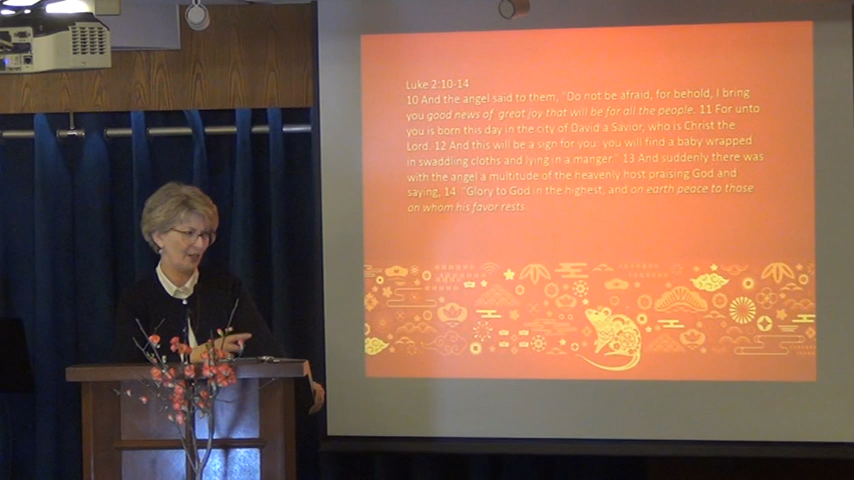 Luke 2:10-14
10 And the angel said to them, "Do not be afraid, for behold, I bring
you good news of great joy that will be for all the people. 11 For unto
you is born this day in the city of David a Savior, who is Christ the
Lord. 12 And this will be a sign for you: you will find a baby wrapped
in swaddling cloths and lying in a manger." 13 And suddenly there was
with the angel a multitude of the heavenly host praising God and
saying, 14 "Glory to God in the highest, and on earth peace to those
on whom his favor rests.